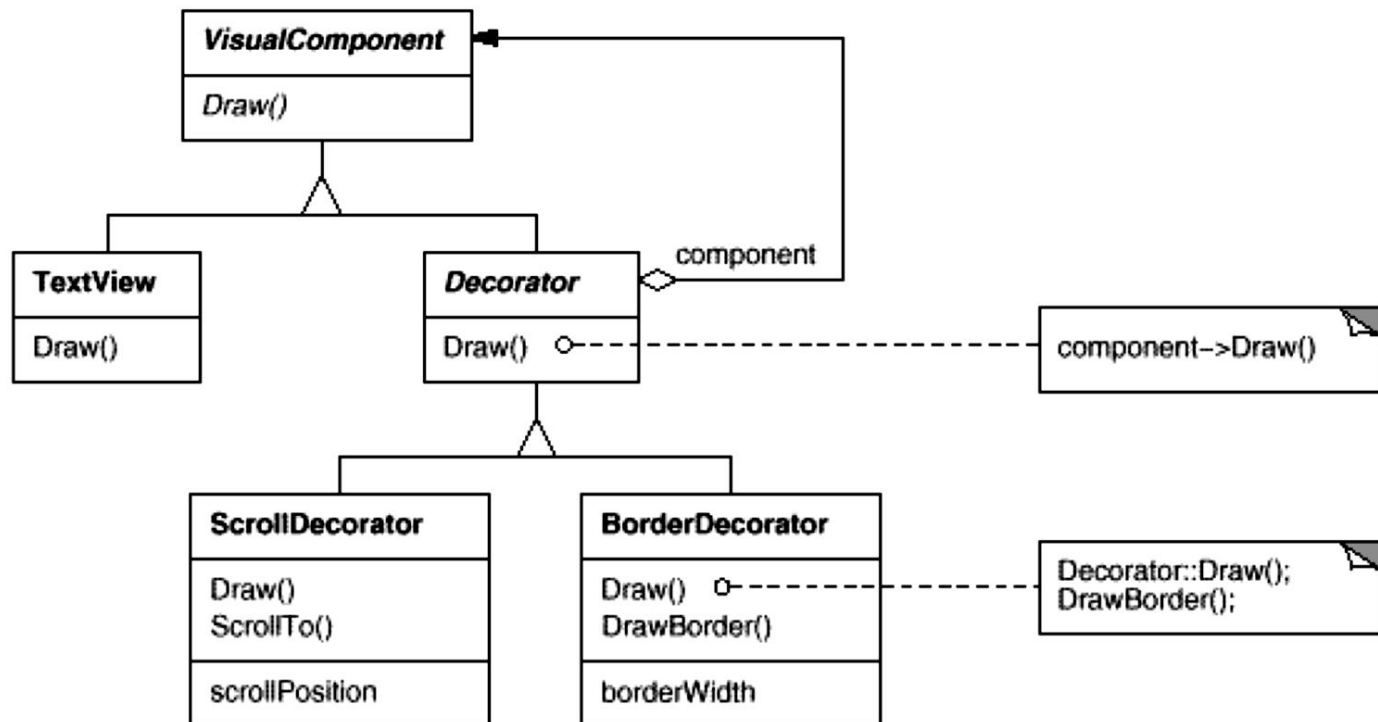 VisualComponent
Draw()
TextView
Draw()
Decorator
Draw()
component
component->Draw()
ScrollDecorator
Draw()
ScrollTo()
scrollPosition
BorderDecorator
Draw()
DrawBorder()
borderWidth
Decorator::Draw();
DrawBorder();